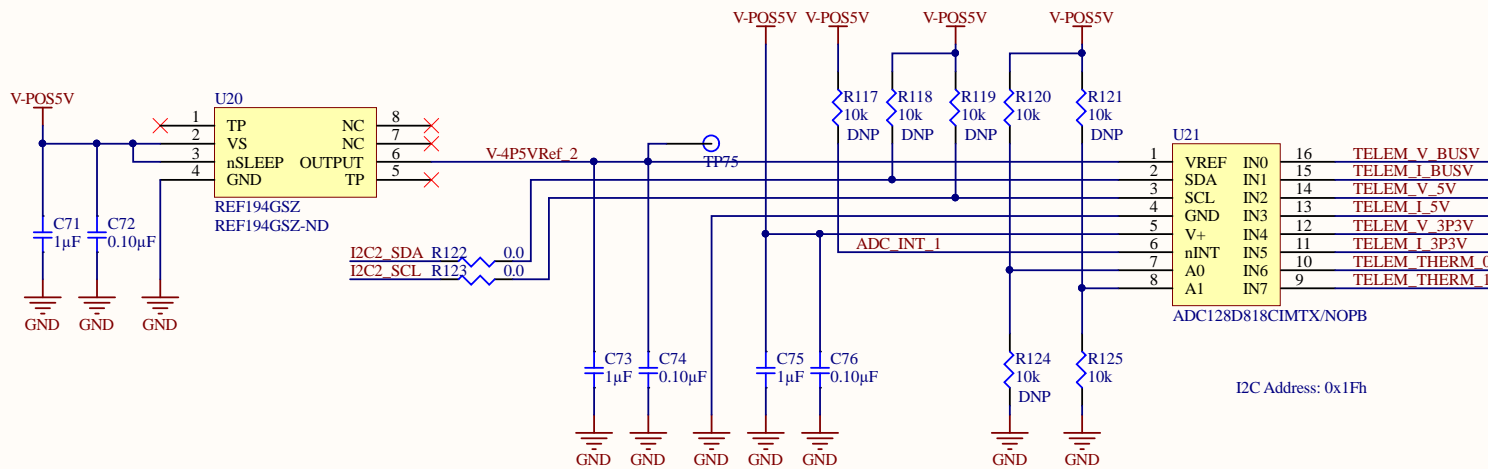 V-POS5V V-POS5V V-POS5V V-POS5V
V-POS5V
U20
1 TP NC 8
2 VS NC 7
3 nSLEEP OUTPUT 6
4 GND TP 5
REF194GSZ
REF194GSZ-ND
C71
1µF
C72
0.10µF
GND GND GND
V-4P5VRef_2
TP75
I2C2_SDA R122 0.0
I2C2_SCL R123 0.0
R117
10k
DNP
R118
10k
R119
10k
DNP
R120
10k
R121
10k
DNP
ADC_INT_1
U21
1 VREF IN0 16 TELEM_V_BUSV
2 SDA IN1 15 TELEM_I_BUSV
3 SCL IN2 14 TELEM_V_5V
4 GND IN3 13 TELEM_I_5V
5 V+ IN4 12 TELEM_V_3P3V
6 nINT IN5 11 TELEM_I_3P3V
7 A0 IN6 10 TELEM_THERM_0
8 A1 IN7 9 TELEM_THERM_1
ADC128D818CIMTX/NOPB
C73
1µF
C74
0.10µF
C75
1µF
C76
0.10µF
R124
10k
DNP
R125
10k
I2C Address: 0x1Fh
GND GND GND GND GND GND GND